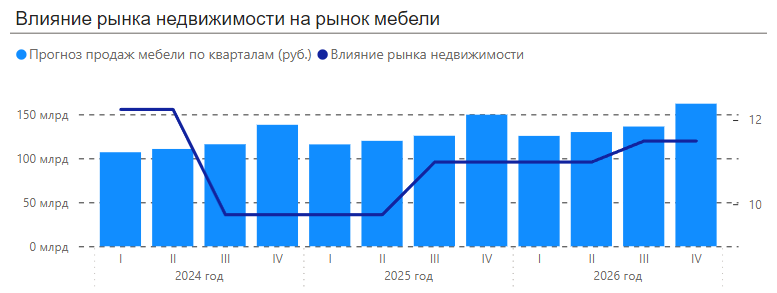 Влияние рынка недвижимости на рынок мебели
Прогноз продаж мебели по кварталам (руб.) Влияние рынка недвижимости
150 млрд
100 млрд
50 млрд
0 млрд
12
10
I II III IV I II III IV I II III IV
2024 год 2025 год 2026 год